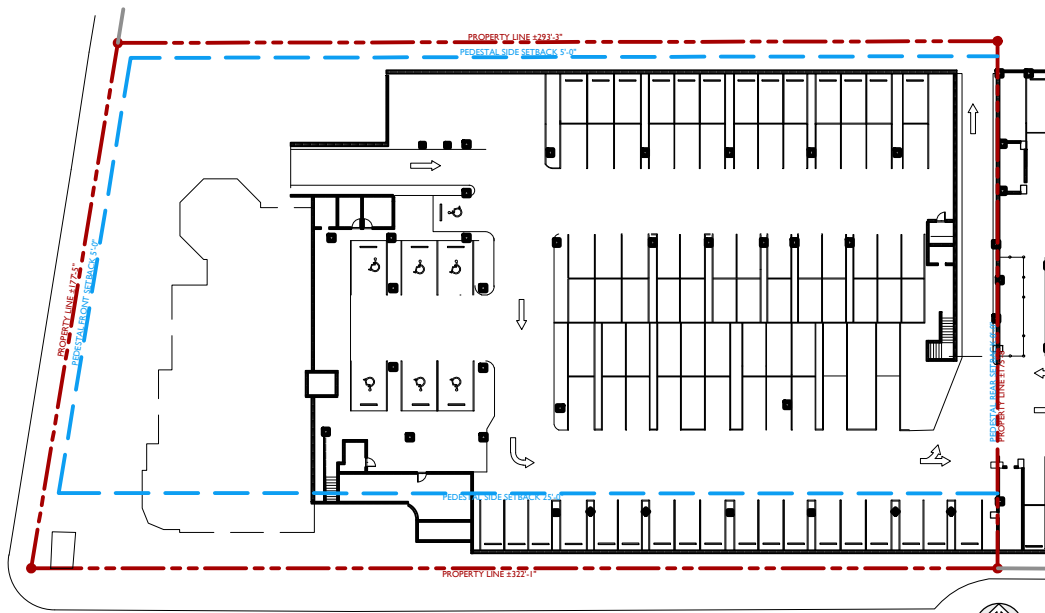 PROPERTY LINE ±293'-3"
PEDESTAL SIDE SETBACK 5'-0"
PROPERTY LINE ±177'-5"
PEDESTAL FRONT SETBACK 5'-0"
PEDESTAL REAR SETBACK
PROPERTY LINE
PEDESTAL SIDE SETBACK 25'-0"
PROPERTY LINE ±322'-1"